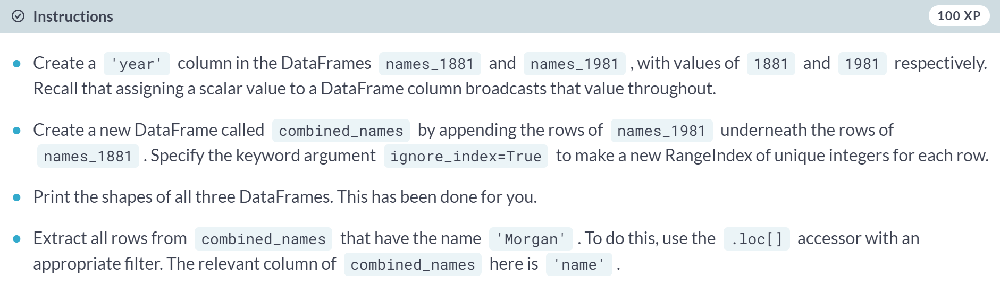 Instructions
100 XP
Create a 'year' column in the DataFrames names_1881 and names_1981 , with values of 1881 and 1981 respectively.
Recall that assigning a scalar value to a DataFrame column broadcasts that value throughout.
Create a new DataFrame called combined_names by appending the rows of names_1981 underneath the rows of
names_1881 . Specify the keyword argument ignore_index=True to make a new RangeIndex of unique integers for each row.
Print the shapes of all three DataFrames. This has been done for you.
Extract all rows from combined_names that have the name 'Morgan' . To do this, use the .loc[] accessor with an
appropriate filter. The relevant column of combined_names here is 'name' .